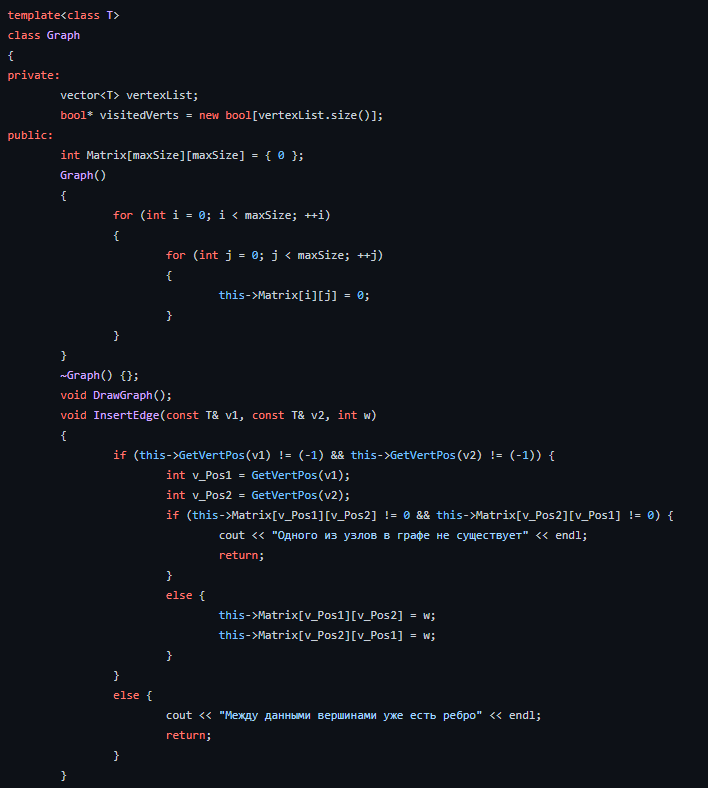 template<class T>
class Graph
{
private:
vector<T> vertexList;
bool* visitedVerts = new bool[vertexList.size()];
public:
int Matrix[maxSize][maxSize] = { 0 };
Graph()
{
for (int i = 0; i < maxSize; ++i)
{
for (int j = 0; j < maxSize; ++j)
{
this->Matrix[i][j] = 0;
}
}
}
~Graph() {};
void DrawGraph();
void InsertEdge(const T& v1, const T& v2, int w)
{
if (this->GetVertPos(v1) != (-1) && this->GetVertPos(v2) != (-1)) {
int v_Pos1 = GetVertPos(v1);
int v_Pos2 = GetVertPos(v2);
if (this->Matrix[v_Pos1][v_Pos2] != 0 && this->Matrix[v_Pos2][v_Pos1] != 0) {
cout << "Одного из узлов в графе не существует" << endl;
return;
}
else {
this->Matrix[v_Pos1][v_Pos2] = w;
this->Matrix[v_Pos2][v_Pos1] = w;
}
}
else {
cout << "Между данными вершинами уже есть ребро" << endl;
return;
}
}